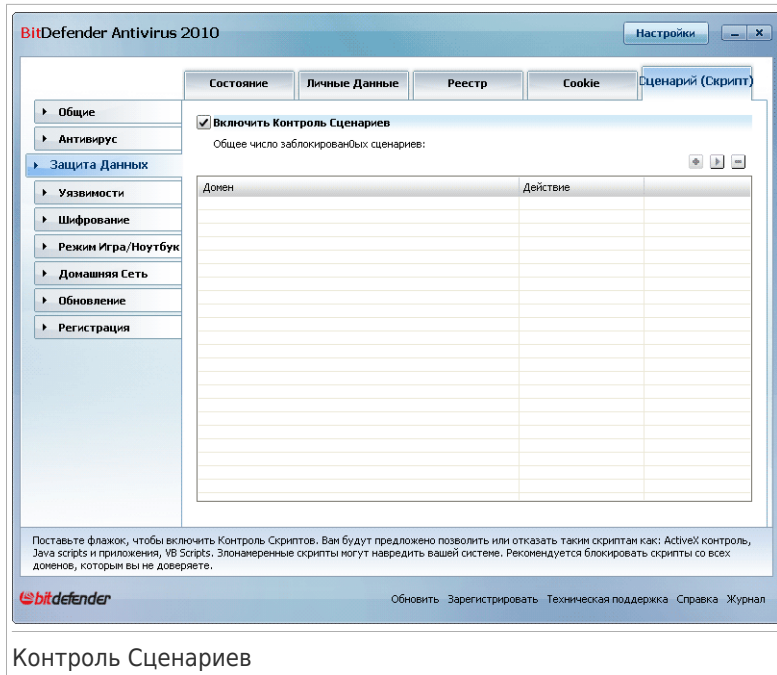 BitDefender Antivirus 2010
Настройки
Состояние
Личные Данные
Реестр
Cookie
Сценарий (Скрипт)
Общие
Антивирус
Защита Данных
Уязвимости
Шифрование
Режим Игра/Ноутбук
Домашняя Сеть
Обновление
Регистрация
Включить Контроль Сценариев
Общее число заблокирован0ых сценариев:
Домен
Действие
Поставьте флажок, чтобы включить Контроль Скриптов. Вам будут предложено позволить или отказать таким скриптам как: ActiveX контроль,
Java scripts и приложения, VB Scripts. Злонамеренные скрипты могут навредить вашей системе. Рекомендуется блокировать скрипты со всех
доменов, которым вы не доверяете.
bitdefender
Обновить Зарегистрировать Техническая поддержка Справка Журнал
Контроль Сценариев